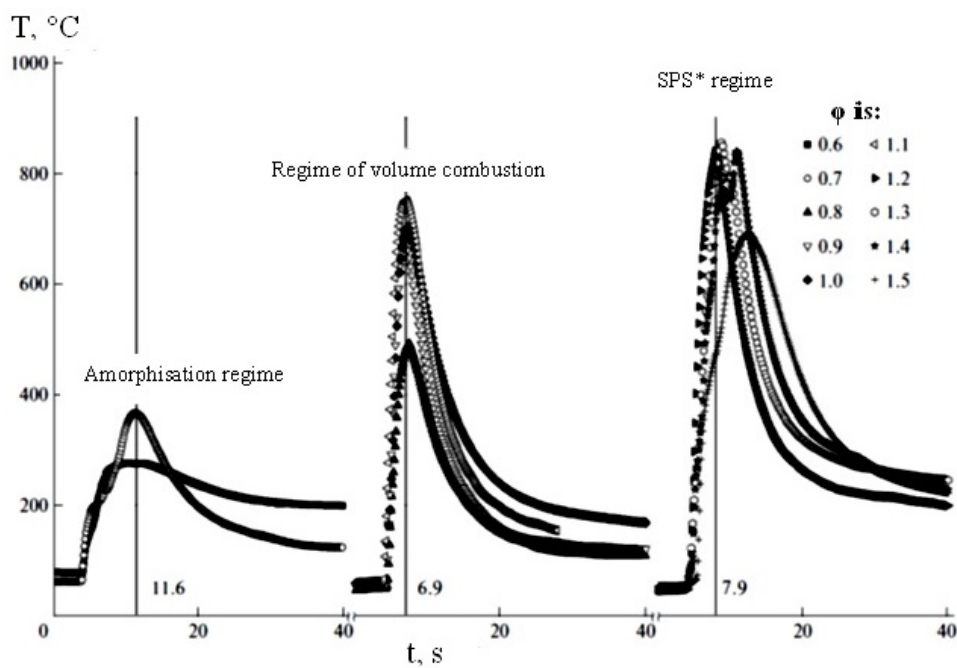 T, °C
1000
800
600
400
200
0
SPS* regime
φ is:
0.6 1.1
0.7 1.2
0.8 1.3
0.9 1.4
1.0 1.5
Regime of volume combustion
Amorphisation regime
11.6 6.9 7.9
0 20 40 20 40 20 40
t, s